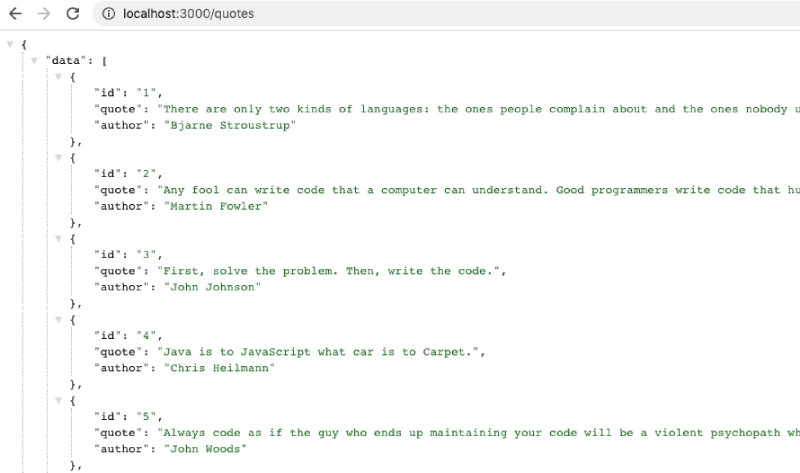 localhost:3000/quotes
{
"data": [
{
"id": "1",
"quote": "There are only two kinds of languages: the ones people complain about and the ones nobody
"author": "Bjarne Stroustrup"
},
{
"id": "2",
"quote": "Any fool can write code that a computer can understand. Good programmers write code that
"author": "Martin Fowler"
},
{
"id": "3",
"quote": "First, solve the problem. Then, write the code.",
"author": "John Johnson"
},
{
"id": "4",
"quote": "Java is to JavaScript what car is to Carpet.",
"author": "Chris Heilmann"
},
{
"id": "5",
"quote": "Always code as if the guy who ends up maintaining your code will be a violent psychopath
"author": "John Woods"
},